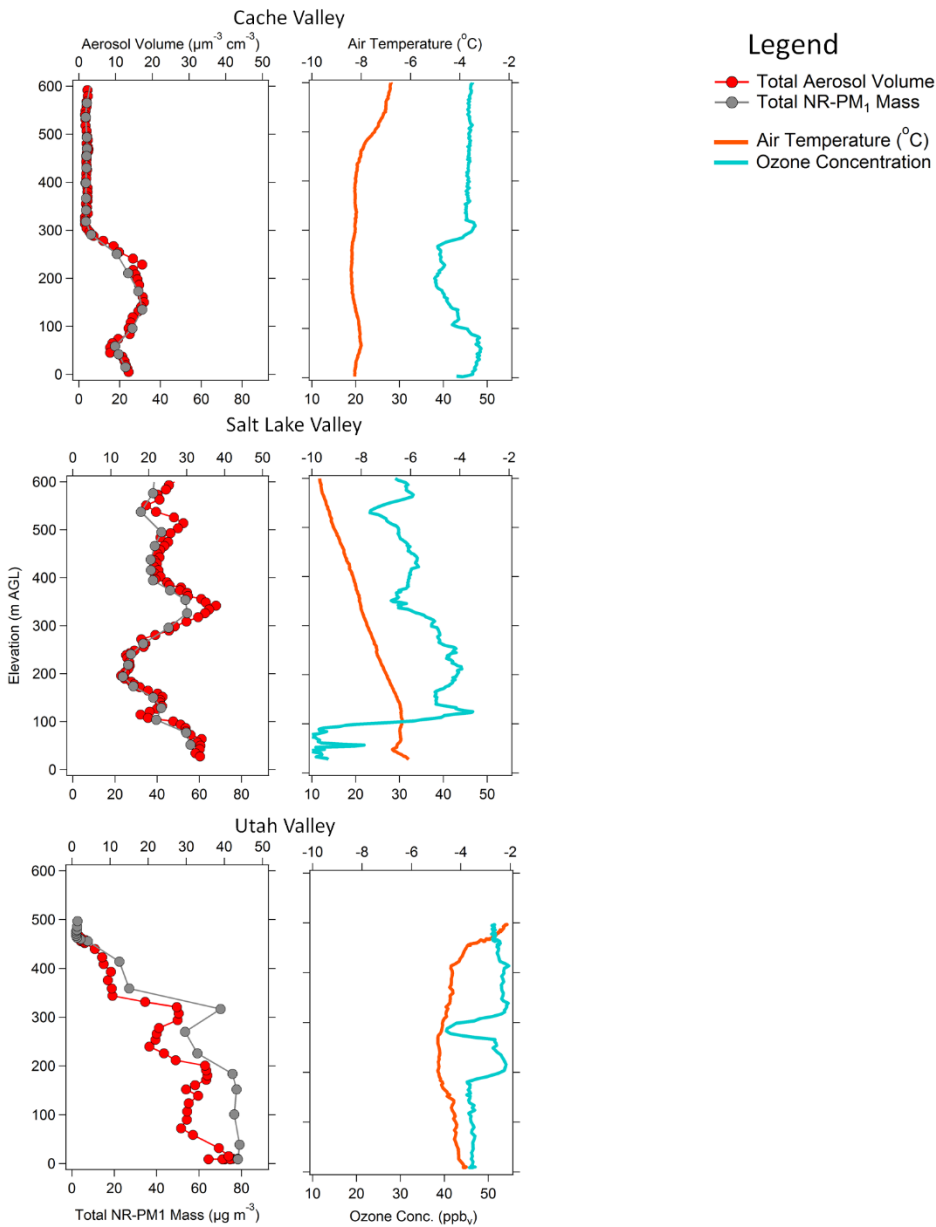 Cache Valley
Aerosol Volume (µm⁻³ cm⁻³)
Air Temperature (°C)
Legend
0 10 20 30 40 50
-10 -8 -6 -4 -2
Total Aerosol Volume
Total NR-PM₁ Mass
Air Temperature (°C)
Ozone Concentration
600
500
400
300
200
100
0
0 20 40 60 80
10 20 30 40 50
Salt Lake Valley
0 10 20 30 40 50
-10 -8 -6 -4 -2
Elevation (m AGL)
600
500
400
300
200
100
0
0 20 40 60 80
10 20 30 40 50
Utah Valley
0 10 20 30 40 50
-10 -8 -6 -4 -2
600
500
400
300
200
100
0
0 20 40 60 80
10 20 30 40 50
Total NR-PM1 Mass (µg m⁻³)
Ozone Conc. (ppbᵥ)